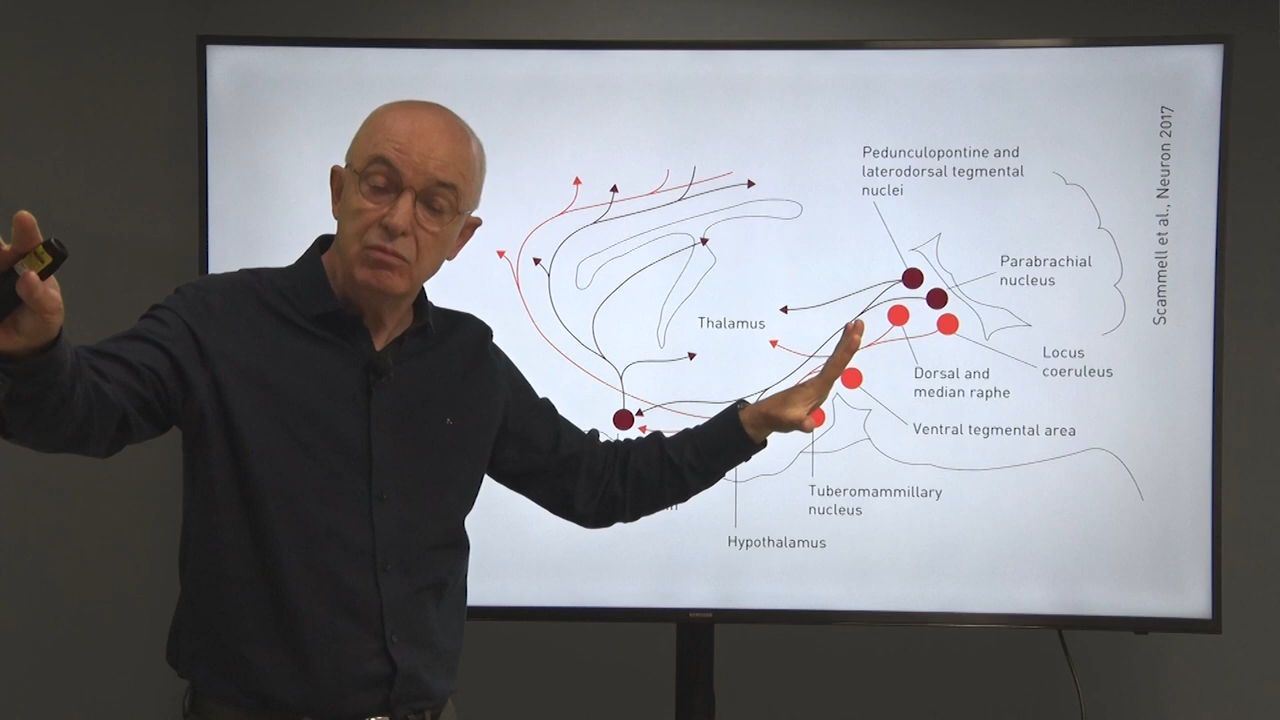 Pedunculopontine and
laterodorsal tegmental
nuclei
Scammell et al., Neuron 2017
Parabrachial
nucleus
Thalamus
Locus
coeruleus
Dorsal and
median raphe
Ventral tegmental area
Tuberomammillary
nucleus
Hypothalamus